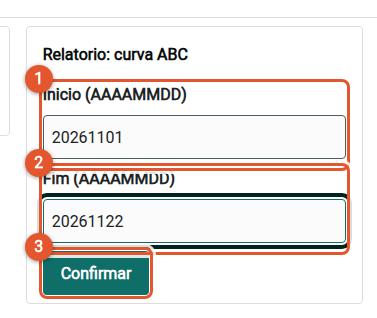 Relatorio: curva ABC
1
Inicio (AAAAMMDD)
20261101
2
Fim (AAAAMMDD)
20261122
3
Confirmar